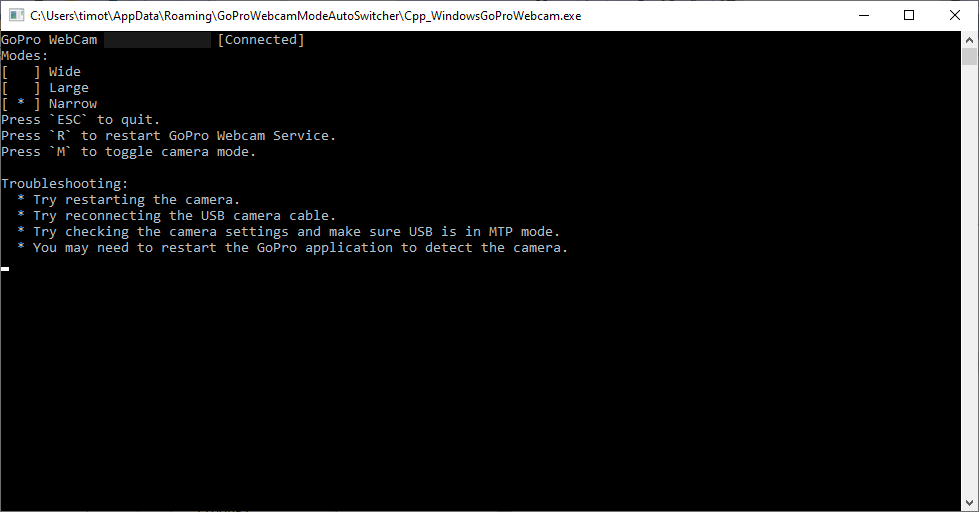 C:\Users\timot\AppData\Roaming\GoProWebcamModeAutoSwitcher\Cpp_WindowsGoProWebcam.exe
GoPro WebCam [Connected]
Modes:
[   ] Wide
[   ] Large
[ * ] Narrow
Press `ESC` to quit.
Press `R` to restart GoPro Webcam Service.
Press `M` to toggle camera mode.
Troubleshooting:
* Try restarting the camera.
* Try reconnecting the USB camera cable.
* Try checking the camera settings and make sure USB is in MTP mode.
* You may need to restart the GoPro application to detect the camera.